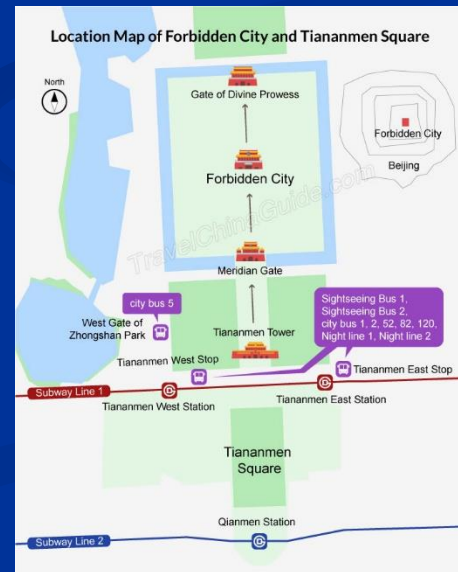 Location Map of Forbidden City and Tiananmen Square
North
Gate of Divine Prowess
Forbidden City
Beijing
Forbidden City
TravelChinaGuide.com
Meridian Gate
city bus 5
West Gate of
Zhongshan Park
Tiananmen Tower
Sightseeing Bus 1,
Sightseeing Bus 2,
city bus 1, 2, 52, 82, 120,
Night line 1, Night line 2
Tiananmen West Stop
Tiananmen East Stop
Subway Line 1
Tiananmen West Station
Tiananmen East Station
Tiananmen
Square
Qianmen Station
Subway Line 2